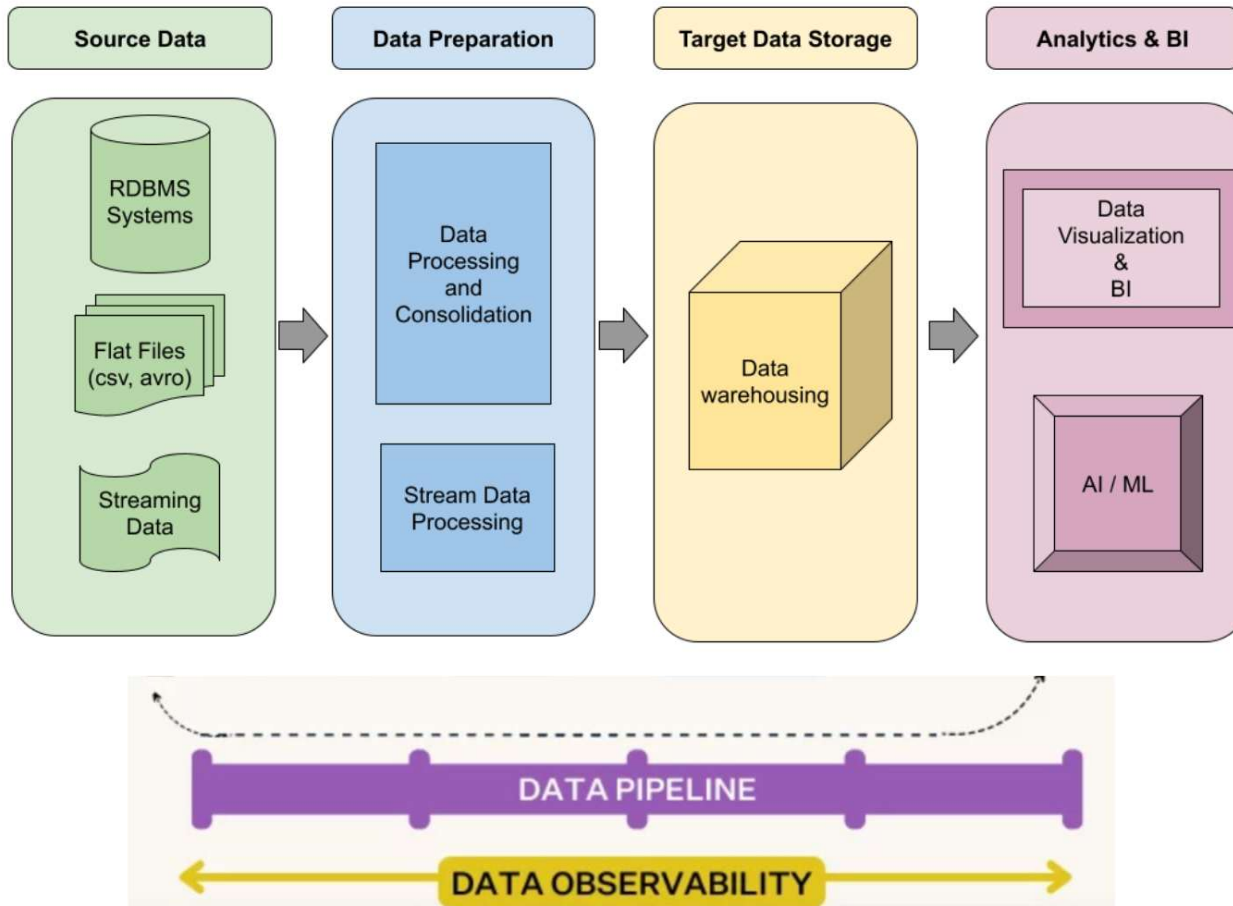 Source Data
Data Preparation
Target Data Storage
Analytics & BI
RDBMS
Systems
Flat Files
(csv, avro)
Streaming
Data
Data
Processing
and
Consolidation
Stream Data
Processing
Data
warehousing
Data
Visualization
&
BI
AI / ML
DATA PIPELINE
DATA OBSERVABILITY